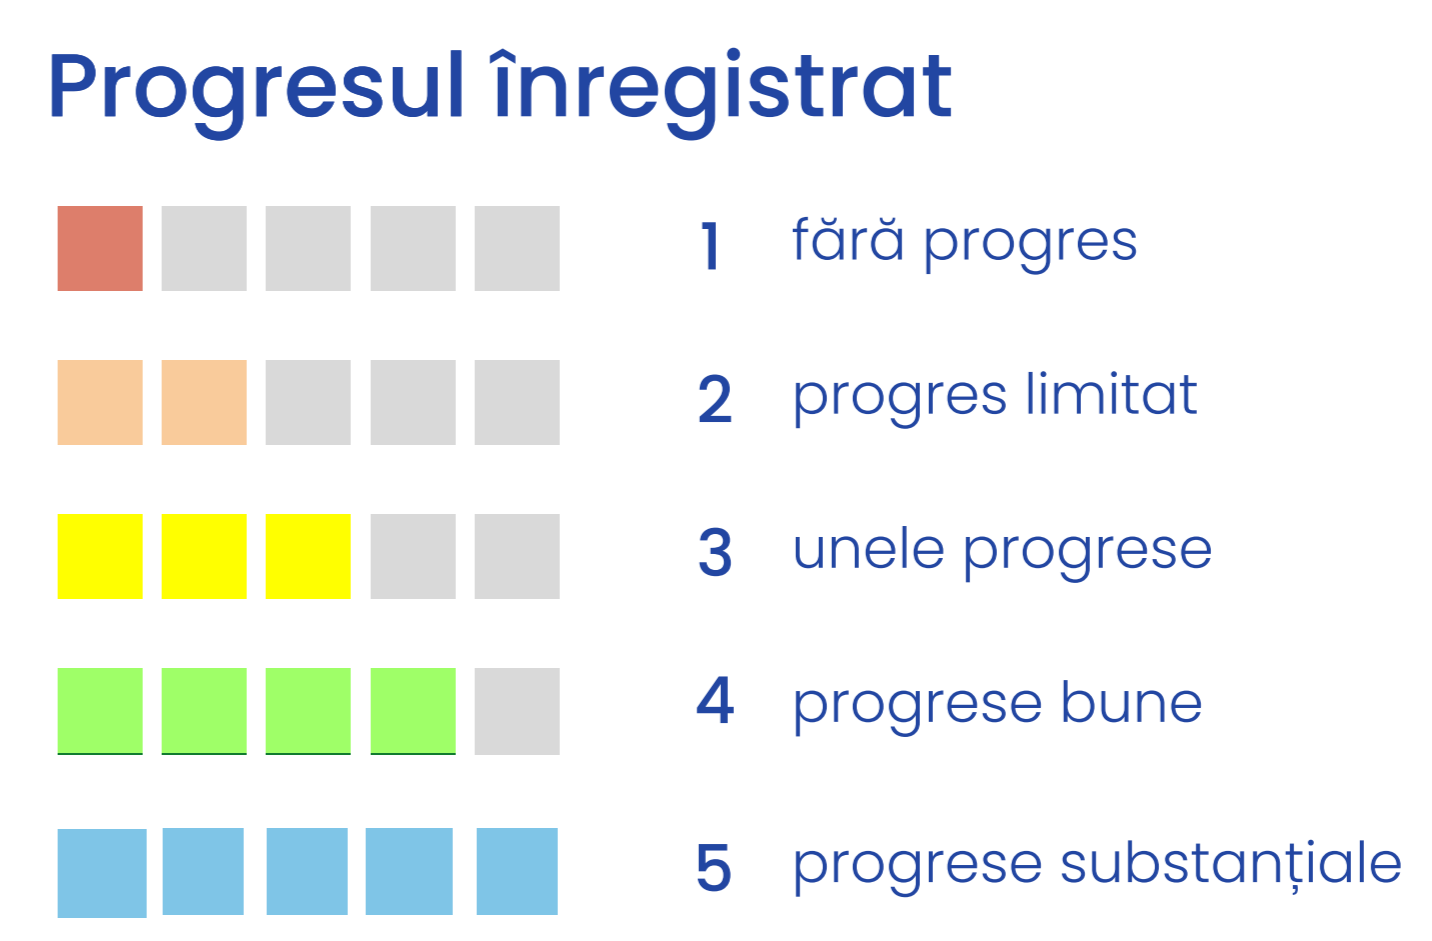 Progresul înregistrat
1 fără progres
2 progres limitat
3 unele progrese
4 progrese bune
5 progrese substanțiale